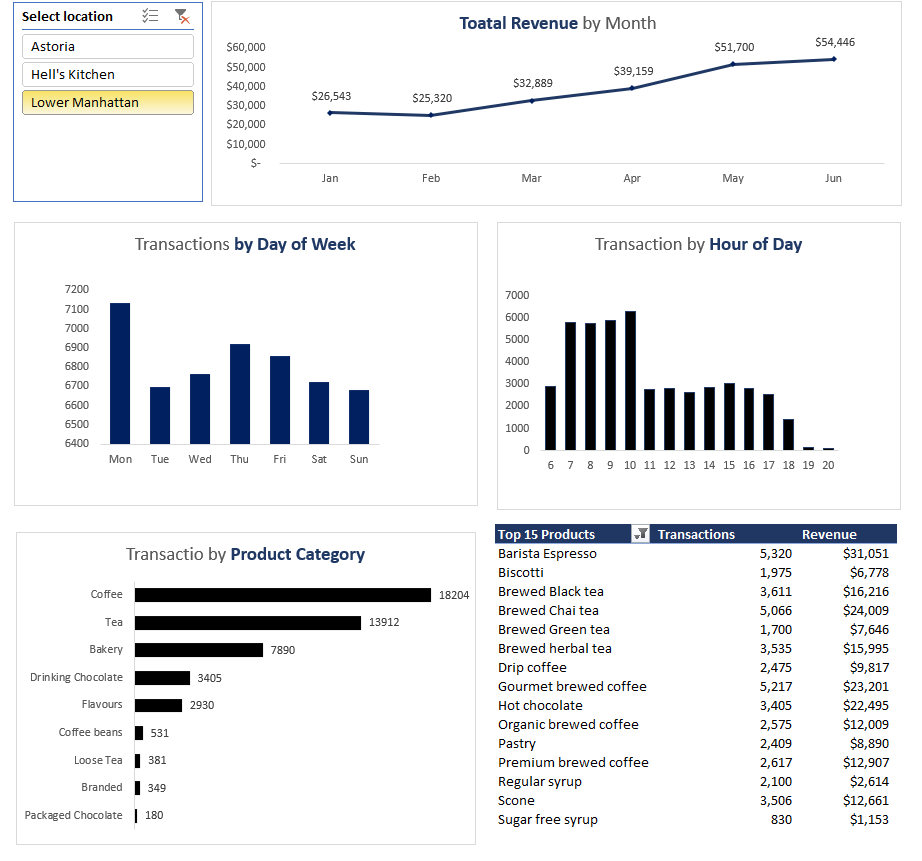 Select location
Astoria
Hell's Kitchen
Lower Manhattan
Toatal Revenue by Month
$60,000
$50,000
$40,000
$30,000
$20,000
$10,000
$-
$26,543
$25,320
$32,889
$39,159
$51,700
$54,446
Jan Feb Mar Apr May Jun
Transactions by Day of Week
7200
7100
7000
6900
6800
6700
6600
6500
6400
Mon Tue Wed Thu Fri Sat Sun
Transaction by Hour of Day
7000
6000
5000
4000
3000
2000
1000
0
6 7 8 9 10 11 12 13 14 15 16 17 18 19 20
Transactio by Product Category
Coffee 18204
Tea 13912
Bakery 7890
Drinking Chocolate 3405
Flavours 2930
Coffee beans 531
Loose Tea 381
Branded 349
Packaged Chocolate 180
Top 15 Products Transactions Revenue
Barista Espresso 5,320 $31,051
Biscotti 1,975 $6,778
Brewed Black tea 3,611 $16,216
Brewed Chai tea 5,066 $24,009
Brewed Green tea 1,700 $7,646
Brewed herbal tea 3,535 $15,995
Drip coffee 2,475 $9,817
Gourmet brewed coffee 5,217 $23,201
Hot chocolate 3,405 $22,495
Organic brewed coffee 2,575 $12,009
Pastry 2,409 $8,890
Premium brewed coffee 2,617 $12,907
Regular syrup 2,100 $2,614
Scone 3,506 $12,661
Sugar free syrup 830 $1,153